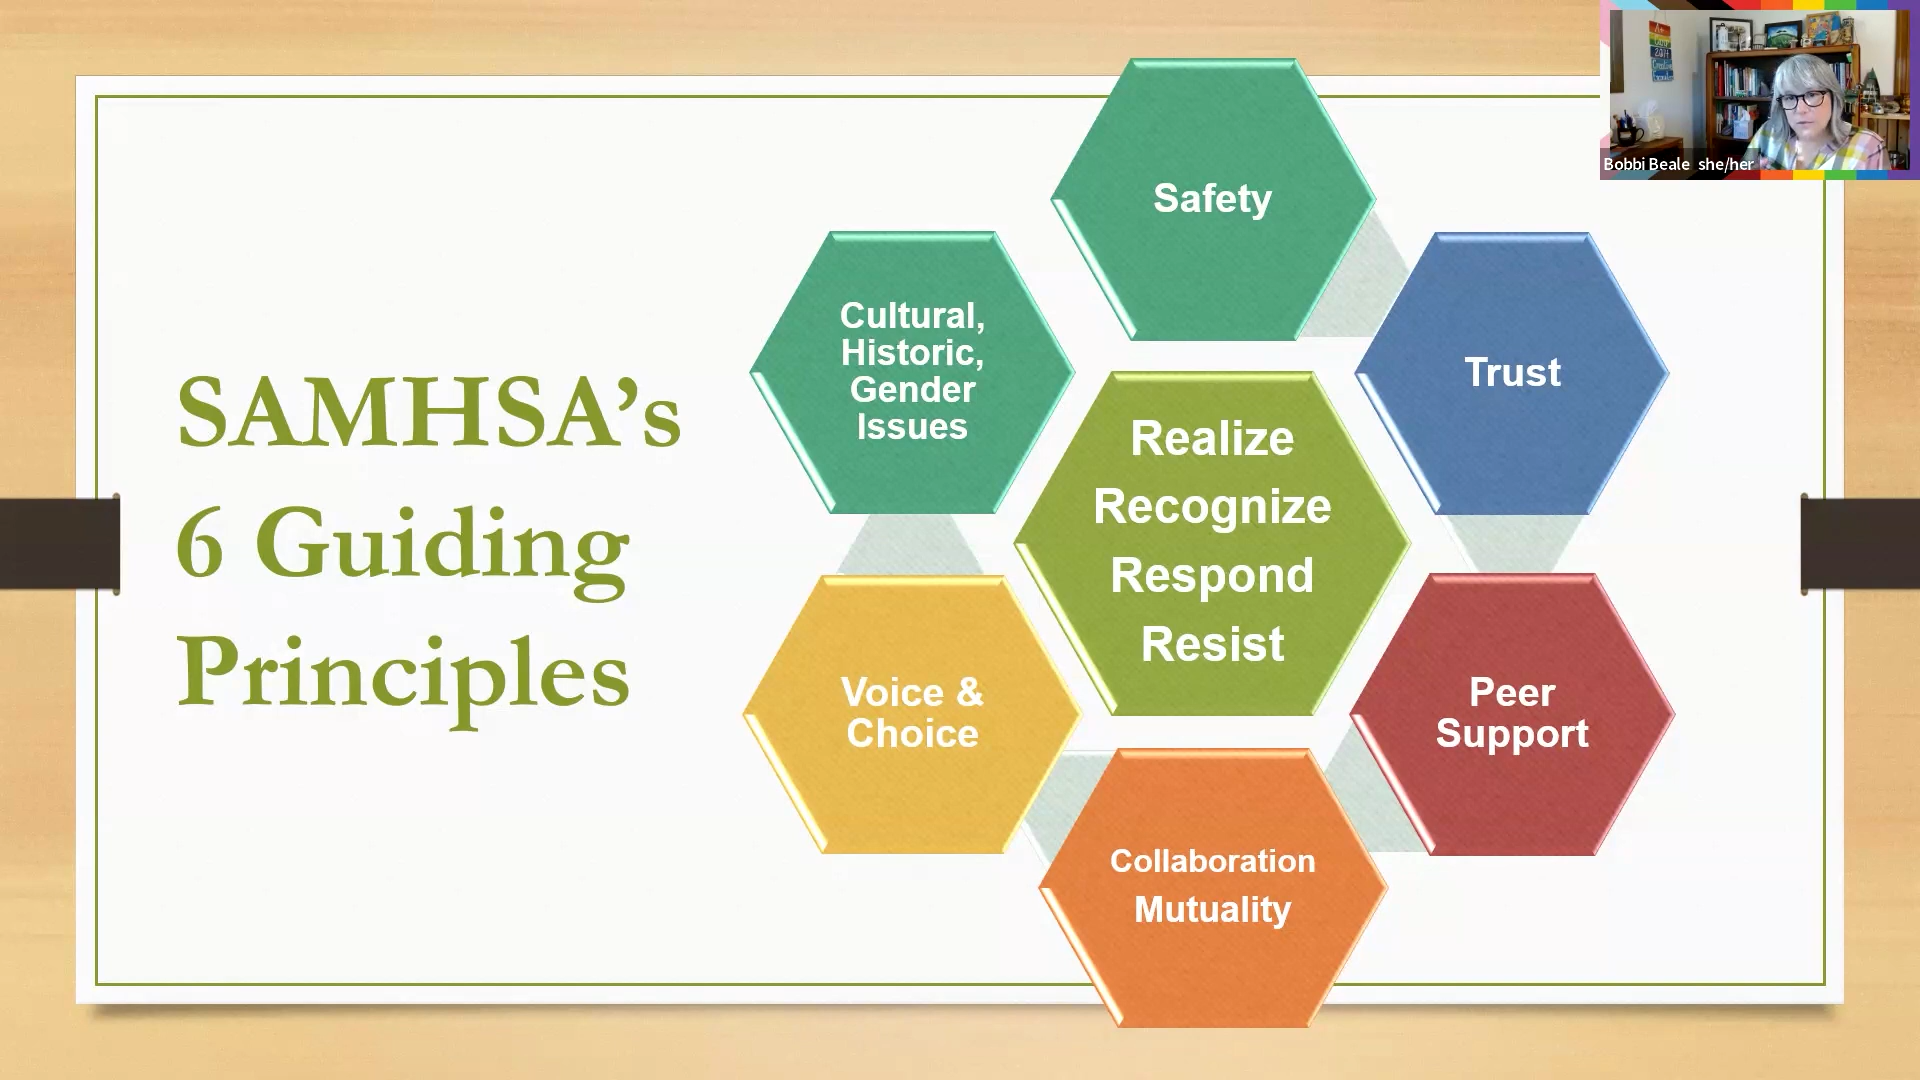 SAMHSA’s
6 Guiding
Principles
Safety
Trust
Peer
Support
Collaboration
Mutuality
Voice &
Choice
Cultural,
Historic,
Gender
Issues
Realize
Recognize
Respond
Resist
Bobbi Beale she/her